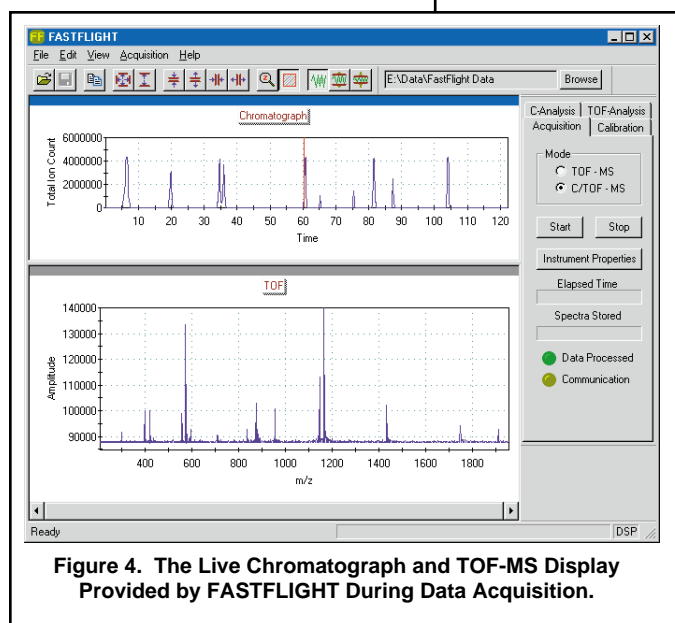 FASTFLIGHT
File Edit View Acquisition Help
E:\Data\FastFlight Data Browse
Chromatograph
Total Ion Count
6000000
4000000
2000000
0
10 20 30 40 50 60 70 80 90 100 110 120
Time
TOF
Amplitude
140000
130000
120000
110000
100000
90000
400 600 800 1000 1200 1400 1600 1800
m/z
C-Analysis TOF-Analysis
Acquisition Calibration
Mode
TOF - MS
C/TOF - MS
Start Stop
Instrument Properties
Elapsed Time
Spectra Stored
Data Processed
Communication
Ready DSP
Figure 4. The Live Chromatograph and TOF-MS Display
Provided by FASTFLIGHT During Data Acquisition.